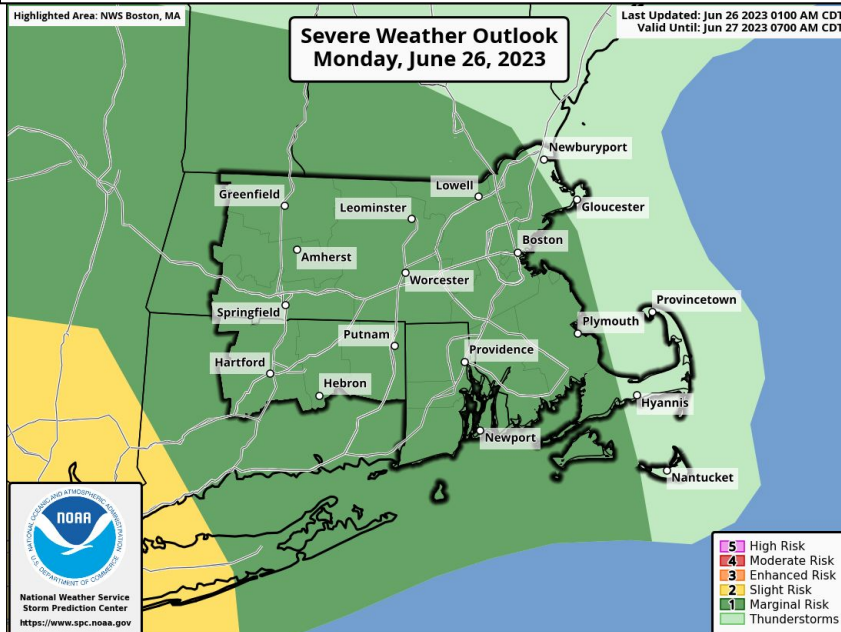 Highlighted Area: NWS Boston, MA
Severe Weather Outlook
Monday, June 26, 2023
Last Updated: Jun 26 2023 0100 AM CDT
Valid Until: Jun 27 2023 0700 AM CDT
Newburyport
Greenfield
Lowell
Leominster
Gloucester
Boston
Amherst
Worcester
Provincetown
Springfield
Plymouth
Putnam
Providence
Hartford
Hebron
Hyannis
Newport
Nantucket
NATIONAL OCEANIC AND ATMOSPHERIC ADMINISTRATION
NOAA
U.S. DEPARTMENT OF COMMERCE
National Weather Service
Storm Prediction Center
https://www.spc.noaa.gov
5 High Risk
4 Moderate Risk
3 Enhanced Risk
2 Slight Risk
1 Marginal Risk
Thunderstorms